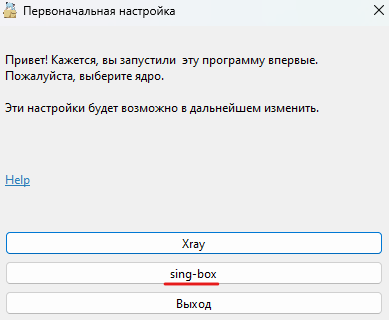 Первоначальная настройка
Привет! Кажется, вы запустили эту программу впервые.
Пожалуйста, выберите ядро.
Эти настройки будет возможно в дальнейшем изменить.
Help
Xray
sing-box
Выход